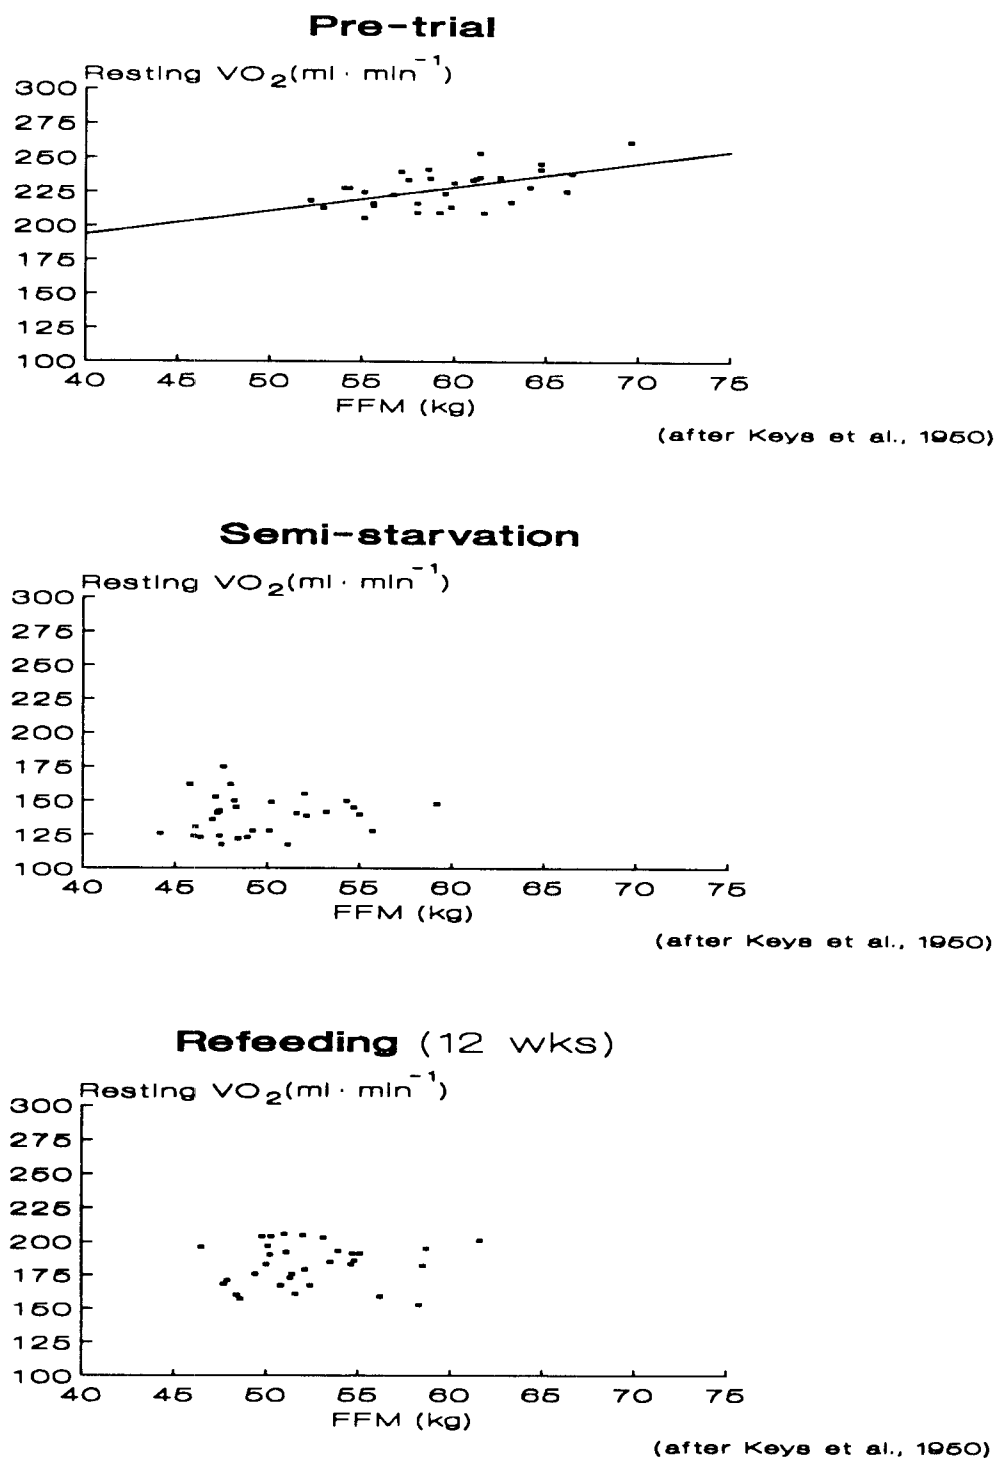 Pre-trial
Resting VO2(ml · min-1)
300
275
250
225
200
175
150
125
100
40 45 50 55 60 65 70 75
FFM (kg)
(after Keys et al., 1950)
Semi-starvation
Resting VO2(ml · min-1)
300
275
250
225
200
175
150
125
100
40 45 50 55 60 65 70 75
FFM (kg)
(after Keys et al., 1950)
Refeeding (12 wks)
Resting VO2(ml · min-1)
300
275
250
225
200
175
150
125
100
40 45 50 55 60 65 70 75
FFM (kg)
(after Keys et al., 1950)